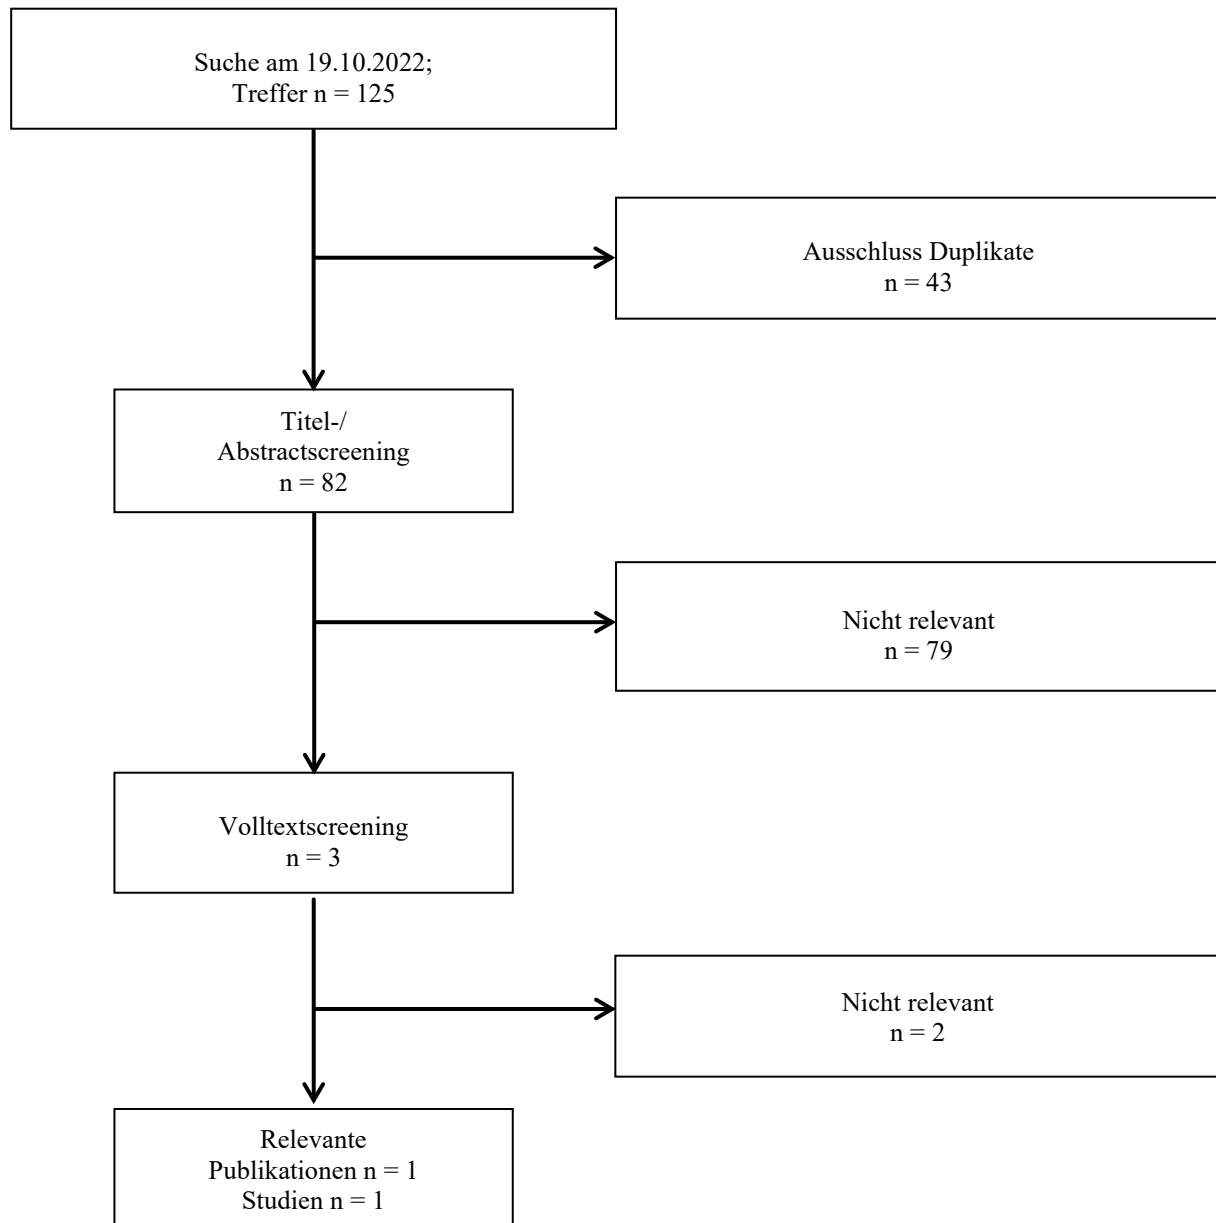 Suche am 19.10.2022;
Treffer n = 125
Ausschluss Duplikate
n = 43
Titel-/
Abstractscreening
n = 82
Nicht relevant
n = 79
Volltextscreening
n = 3
Nicht relevant
n = 2
Relevante
Publikationen n = 1
Studien n = 1